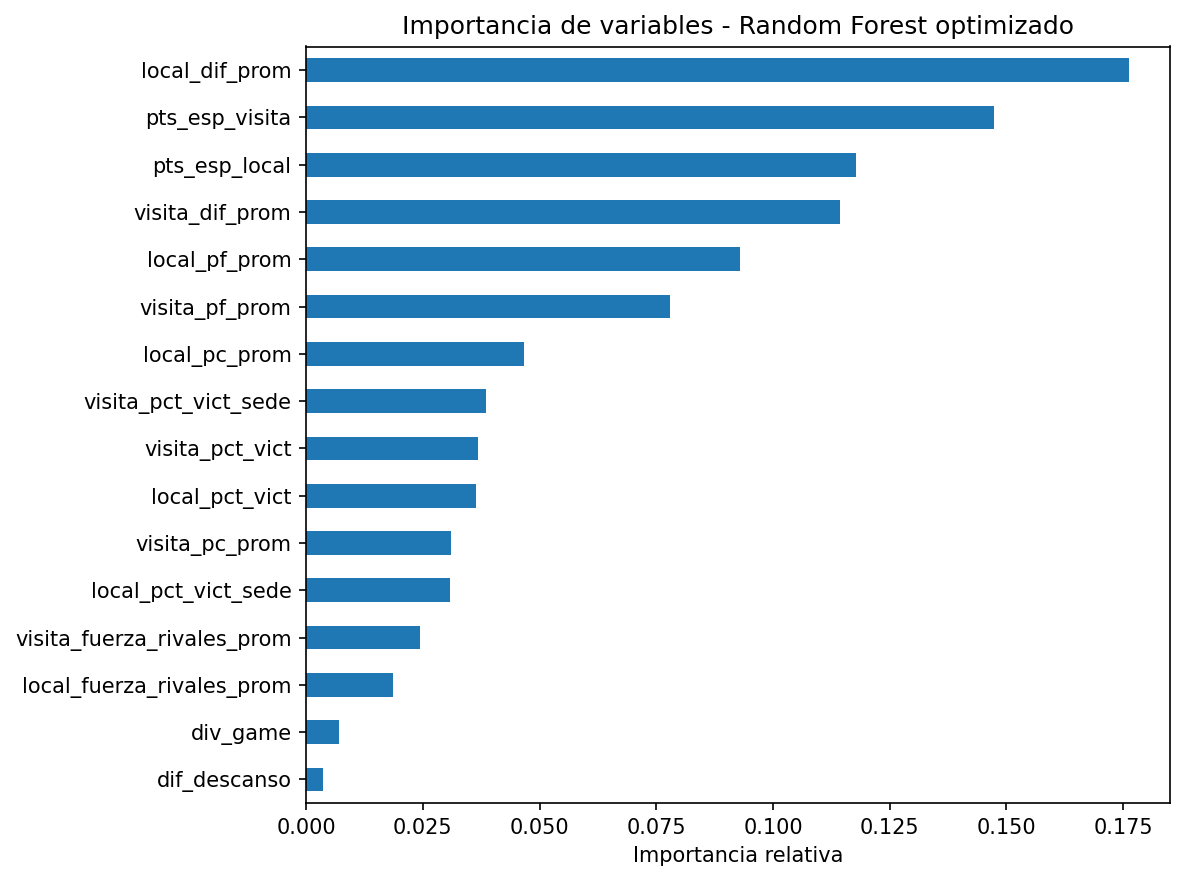 Importancia de variables - Random Forest optimizado
local_dif_prom
pts_esp_visita
pts_esp_local
visita_dif_prom
local_pf_prom
visita_pf_prom
local_pc_prom
visita_pct_vict_sede
visita_pct_vict
local_pct_vict
visita_pc_prom
local_pct_vict_sede
visita_fuerza_rivales_prom
local_fuerza_rivales_prom
div_game
dif_descanso
0.000 0.025 0.050 0.075 0.100 0.125 0.150 0.175
Importancia relativa